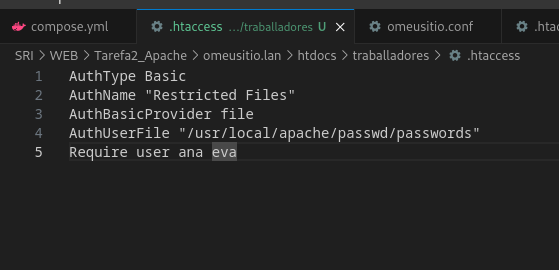 compose.yml .htaccess .../traballadores U omeusitio.conf .htac
SRI > WEB > Tarefa2_Apache > omeusitio.lan > htdocs > traballadores > .htaccess
1 AuthType Basic
2 AuthName "Restricted Files"
3 AuthBasicProvider file
4 AuthUserFile "/usr/local/apache/passwd/passwords"
5 Require user ana eva